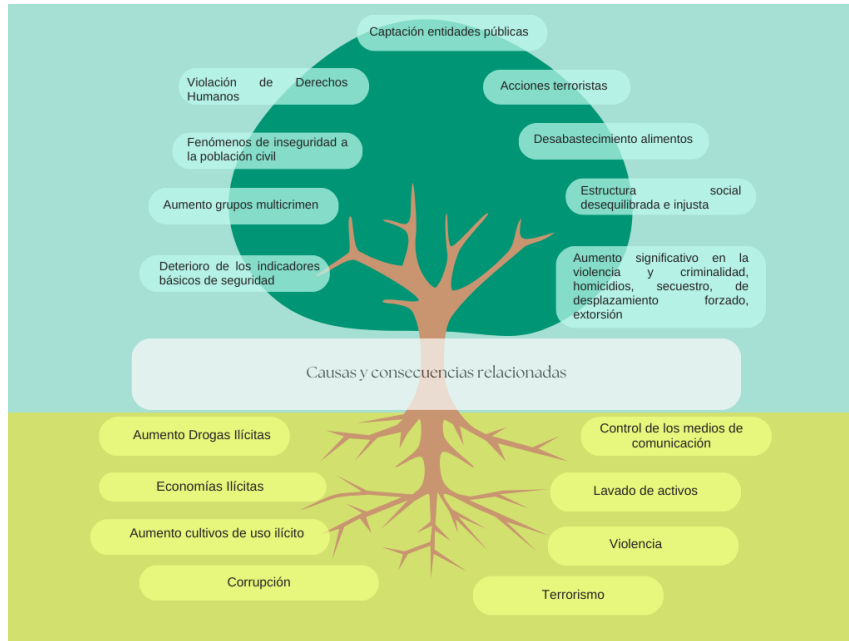 Captación entidades públicas
Violación de Derechos
Humanos
Acciones terroristas
Fenómenos de inseguridad a
la población civil
Desabastecimiento alimentos
Aumento grupos multicrimen
Estructura social
desequilibrada e injusta
Deterioro de los indicadores
básicos de seguridad
Aumento significativo en la
violencia y criminalidad,
homicidios, secuestro, de
desplazamiento forzado,
extorsión
Causas y consecuencias relacionadas
Aumento Drogas Ilícitas
Control de los medios de
comunicación
Economías Ilícitas
Lavado de activos
Aumento cultivos de uso ilícito
Violencia
Corrupción
Terrorismo